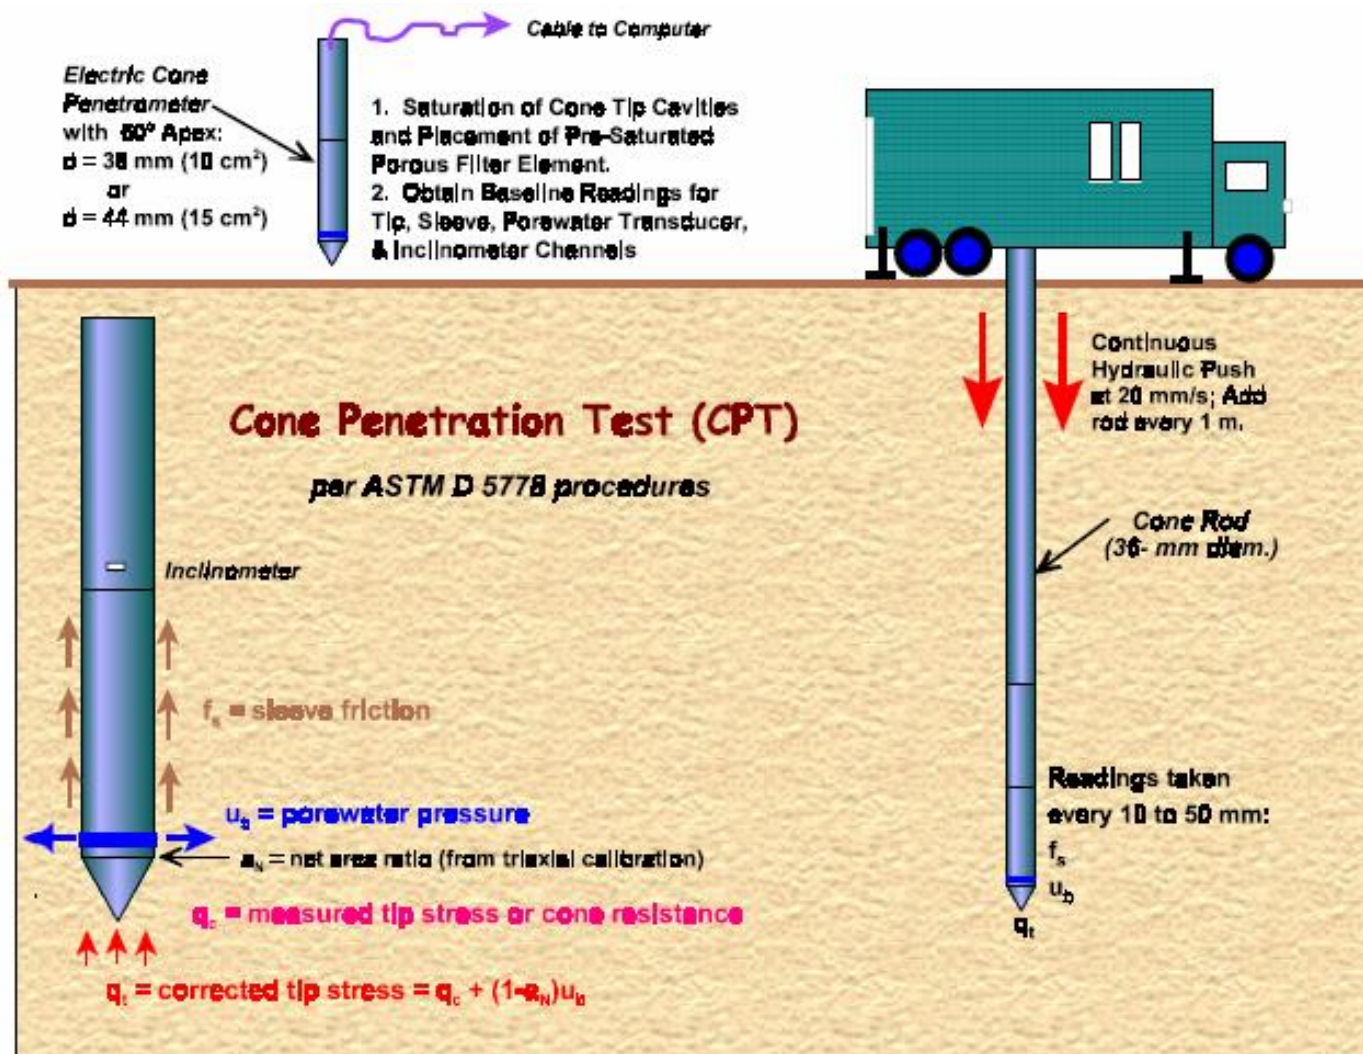 Cable to Computer
Electric Cone
Penetrometer
with 60° Apex:
d = 36 mm (10 cm²)
or
d = 44 mm (15 cm²)
1. Saturation of Cone Tip Cavities
and Placement of Pre-Saturated
Porous Filter Element.
2. Obtain Baseline Readings for
Tip, Sleeve, Porewater Transducer,
& Inclinometer Channels
Continuous
Hydraulic Push
at 20 mm/s; Add
rod every 1 m.
Cone Penetration Test (CPT)
per ASTM D 5778 procedures
Cone Rod
(36- mm diam.)
Inclinometer
fs = sleeve friction
ub = porewater pressure
aN = net area ratio (from triaxial calibration)
qc = measured tip stress or cone resistance
qt = corrected tip stress = qc + (1-aN)ub
Readings taken
every 10 to 50 mm:
fs
ub
qt